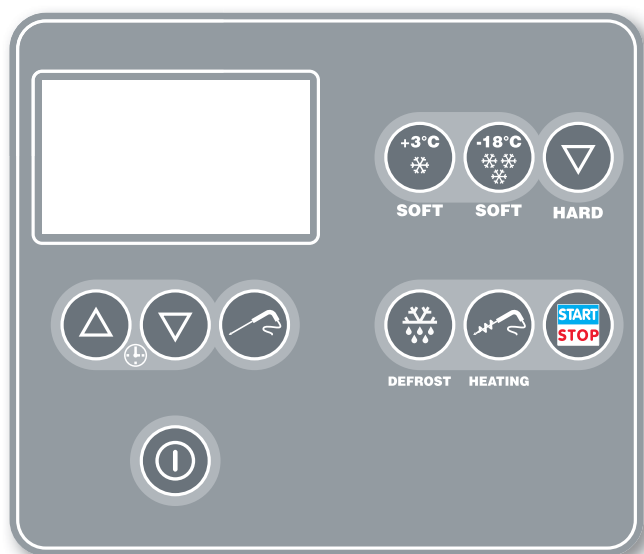 +3°C -18°C
SOFT SOFT HARD
START
STOP
DEFROST HEATING